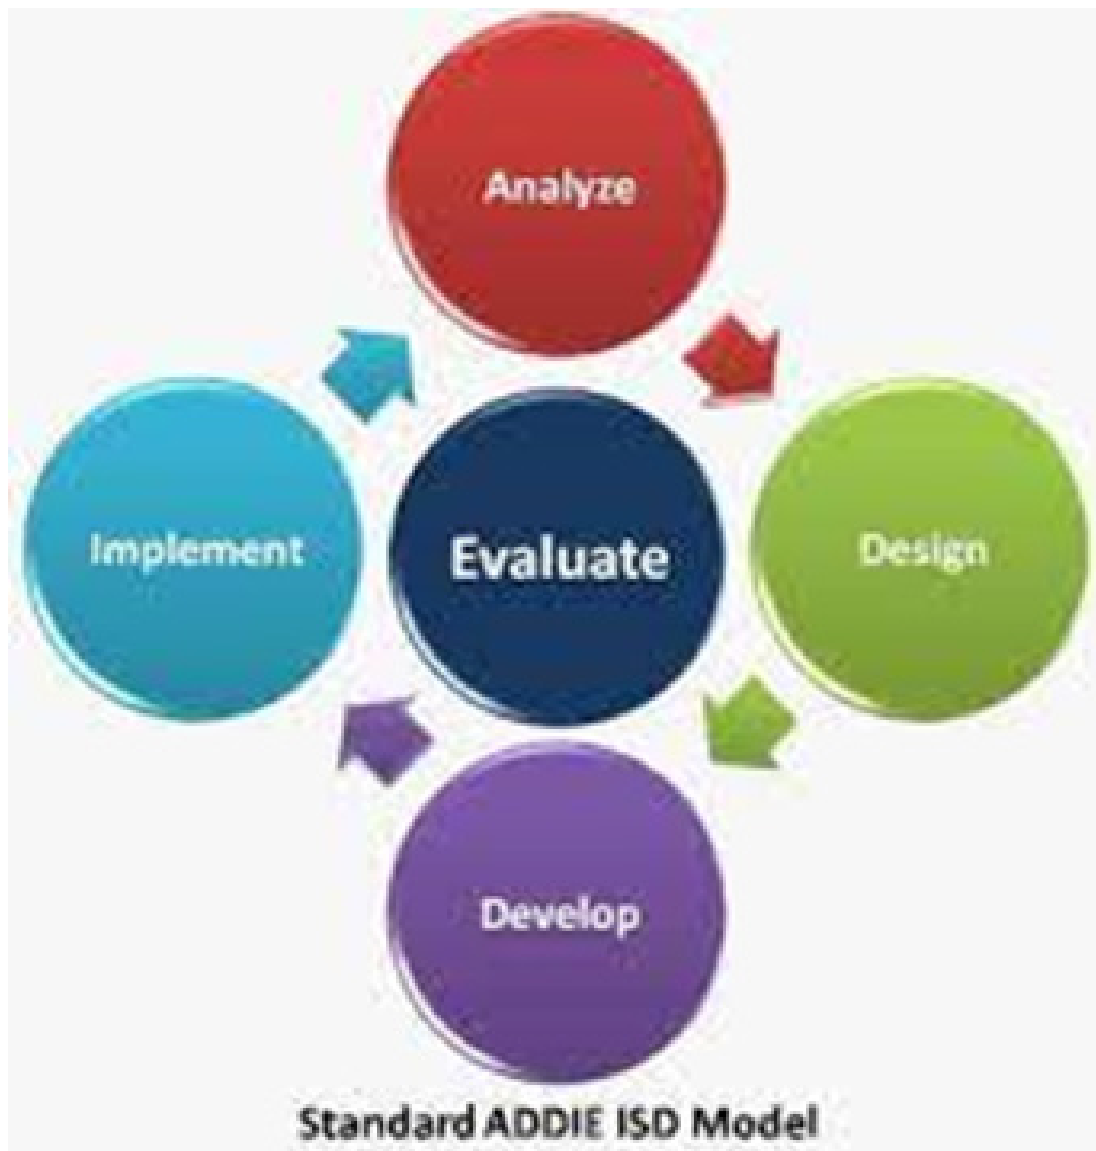 Analyze
Implement
Evaluate
Design
Develop
Standard ADDIE ISD Model